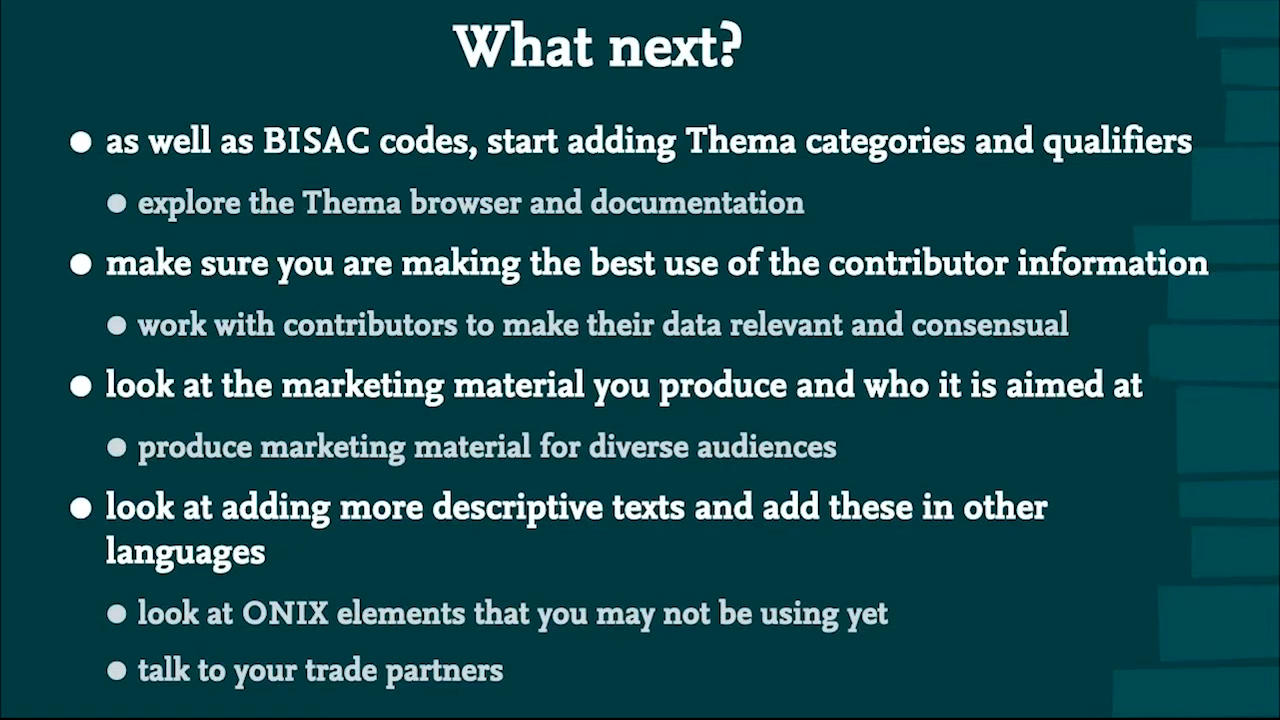 What next?
● as well as BISAC codes, start adding Thema categories and qualifiers
● explore the Thema browser and documentation
● make sure you are making the best use of the contributor information
● work with contributors to make their data relevant and consensual
● look at the marketing material you produce and who it is aimed at
● produce marketing material for diverse audiences
● look at adding more descriptive texts and add these in other
languages
● look at ONIX elements that you may not be using yet
● talk to your trade partners